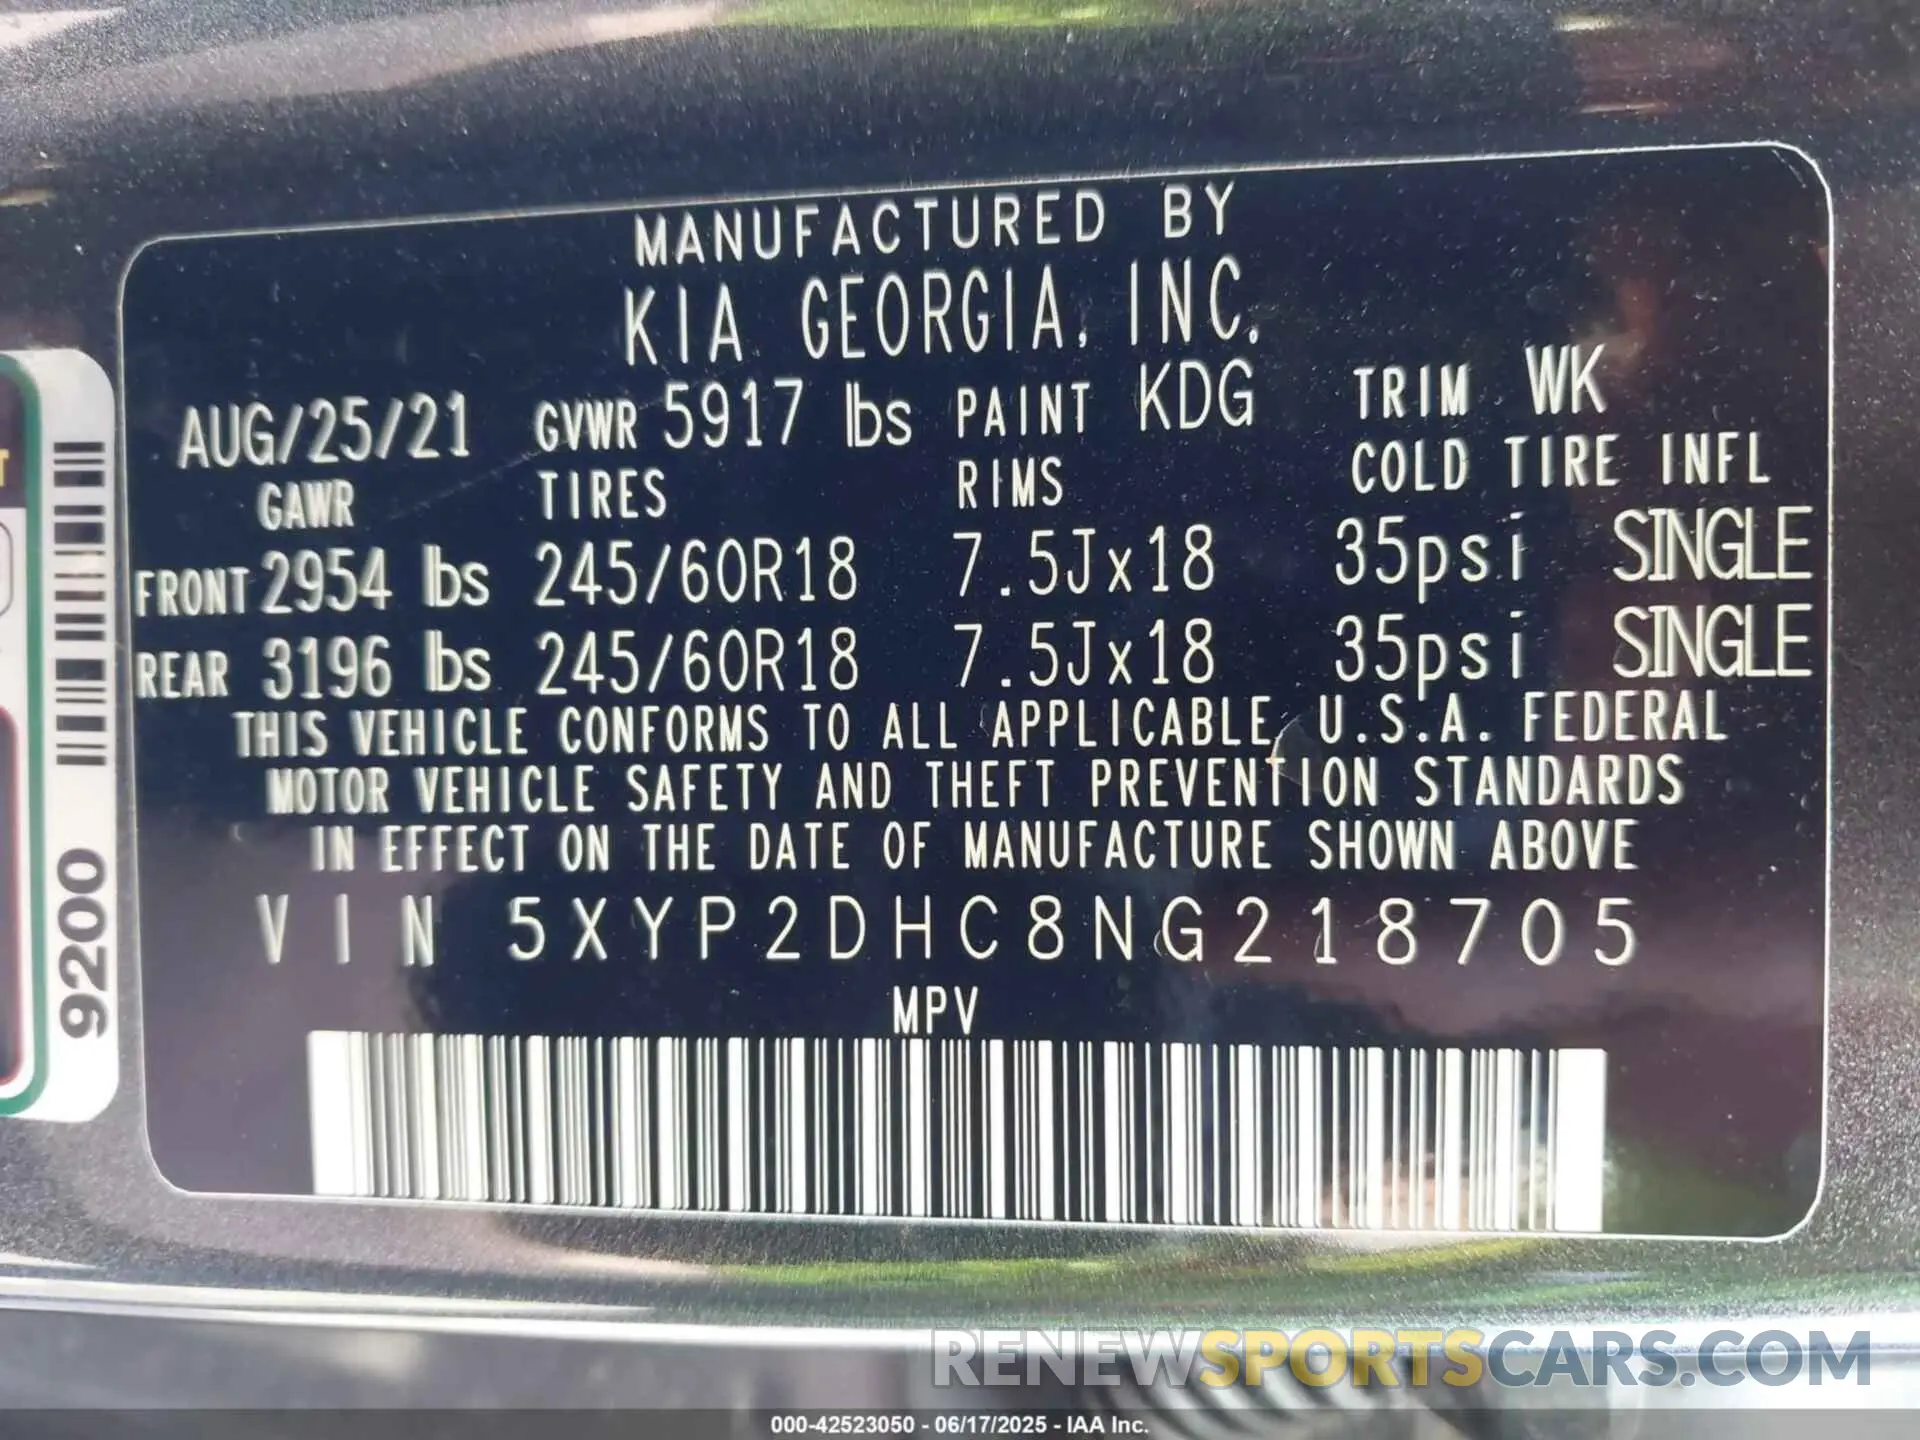 MANUFACTURED BY
KIA GEORGIA, INC.
AUG/25/21 GVWR 5917 lbs PAINT KDG TRIM WK
GAWR TIRES RIMS COLD TIRE INFL
FRONT 2954 lbs 245/60R18 7.5Jx18 35psi SINGLE
REAR 3196 lbs 245/60R18 7.5Jx18 35psi SINGLE
THIS VEHICLE CONFORMS TO ALL APPLICABLE U.S.A. FEDERAL
MOTOR VEHICLE SAFETY AND THEFT PREVENTION STANDARDS
IN EFFECT ON THE DATE OF MANUFACTURE SHOWN ABOVE
VIN 5XYP2DHC8NG218705
MPV
9200
RENEWSPORTSCARS.COM
000-42523050 - 06/17/2025 - IAA Inc.